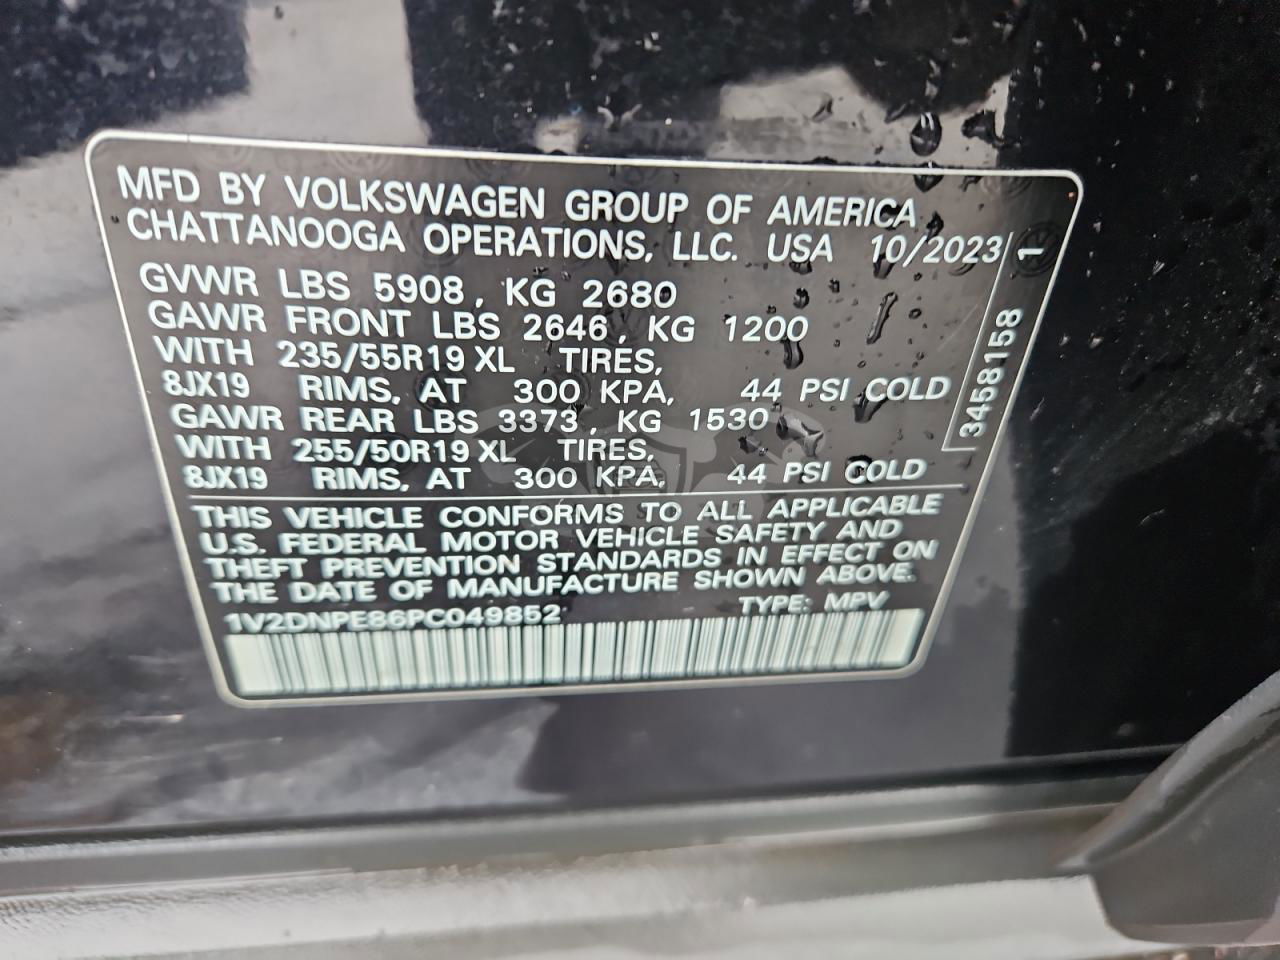 MFD BY VOLKSWAGEN GROUP OF AMERICA
CHATTANOOGA OPERATIONS, LLC. USA 10/2023
GVWR LBS 5908, KG 2680
GAWR FRONT LBS 2646, KG 1200
WITH 235/55R19 XL TIRES,
8JX19 RIMS, AT 300 KPA, 44 PSI COLD
GAWR REAR LBS 3373, KG 1530
WITH 255/50R19 XL TIRES,
8JX19 RIMS, AT 300 KPA, 44 PSI COLD
3458158 1
THIS VEHICLE CONFORMS TO ALL APPLICABLE
U.S. FEDERAL MOTOR VEHICLE SAFETY AND
THEFT PREVENTION STANDARDS IN EFFECT ON
THE DATE OF MANUFACTURE SHOWN ABOVE.
1V2DNPE86PC049852 TYPE: MPV